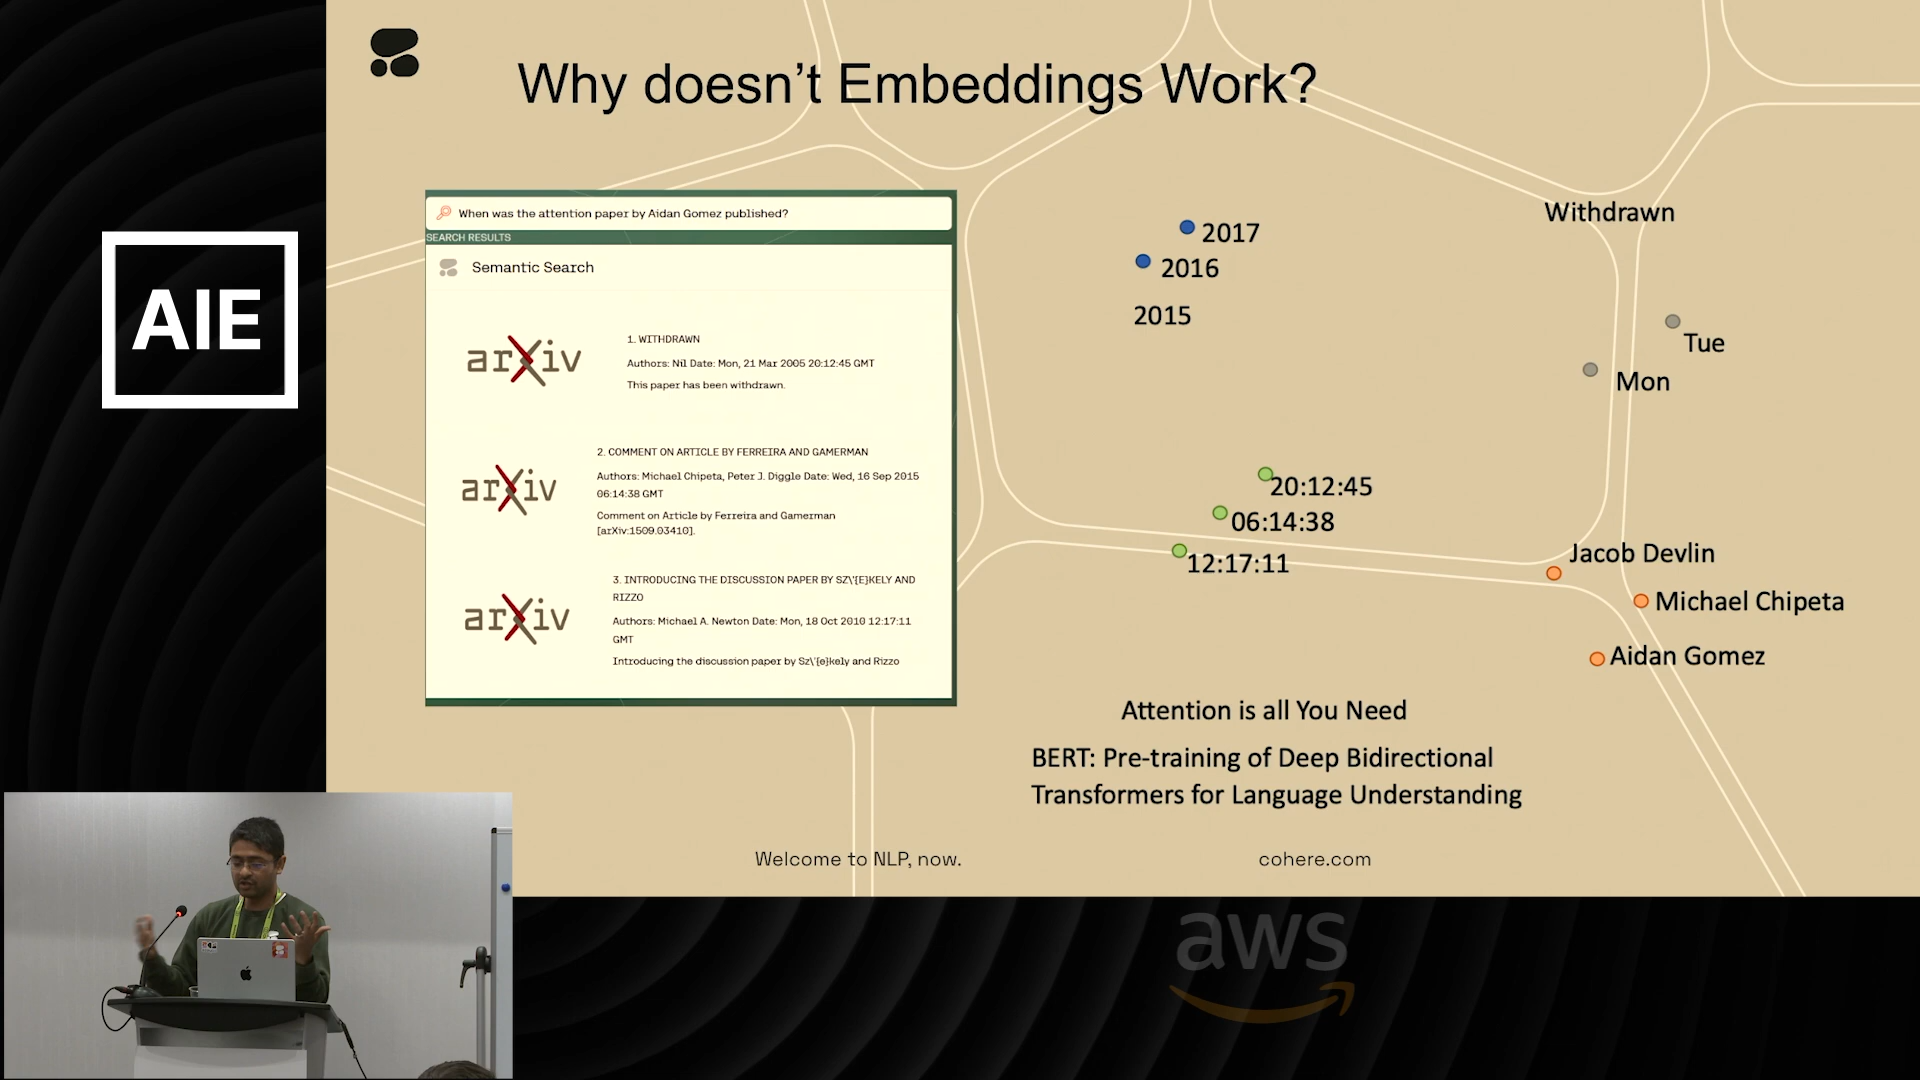 AIE
Why doesn't Embeddings Work?
When was the attention paper by Aidan Gomez published?
SEARCH RESULTS
Semantic Search
arXiv
1. WITHDRAWN
Authors: Nil Date: Mon, 21 Mar 2005 20:12:45 GMT
This paper has been withdrawn.
arXiv
2. COMMENT ON ARTICLE BY FERREIRA AND GAMERMAN
Authors: Michael Chipeta, Peter J. Diggle Date: Wed, 16 Sep 2015
06:14:38 GMT
Comment on Article by Ferreira and Gamerman
[arXiv:1509.03410].
arXiv
3. INTRODUCING THE DISCUSSION PAPER BY SZ\'{E}KELY AND
RIZZO
Authors: Michael A. Newton Date: Mon, 18 Oct 2010 12:17:11
GMT
Introducing the discussion paper by Sz\'{e}kely and Rizzo
2017
2016
2015
Withdrawn
Tue
Mon
20:12:45
06:14:38
12:17:11
Jacob Devlin
Michael Chipeta
Aidan Gomez
Attention is all You Need
BERT: Pre-training of Deep Bidirectional
Transformers for Language Understanding
Welcome to NLP, now.
cohere.com
aws